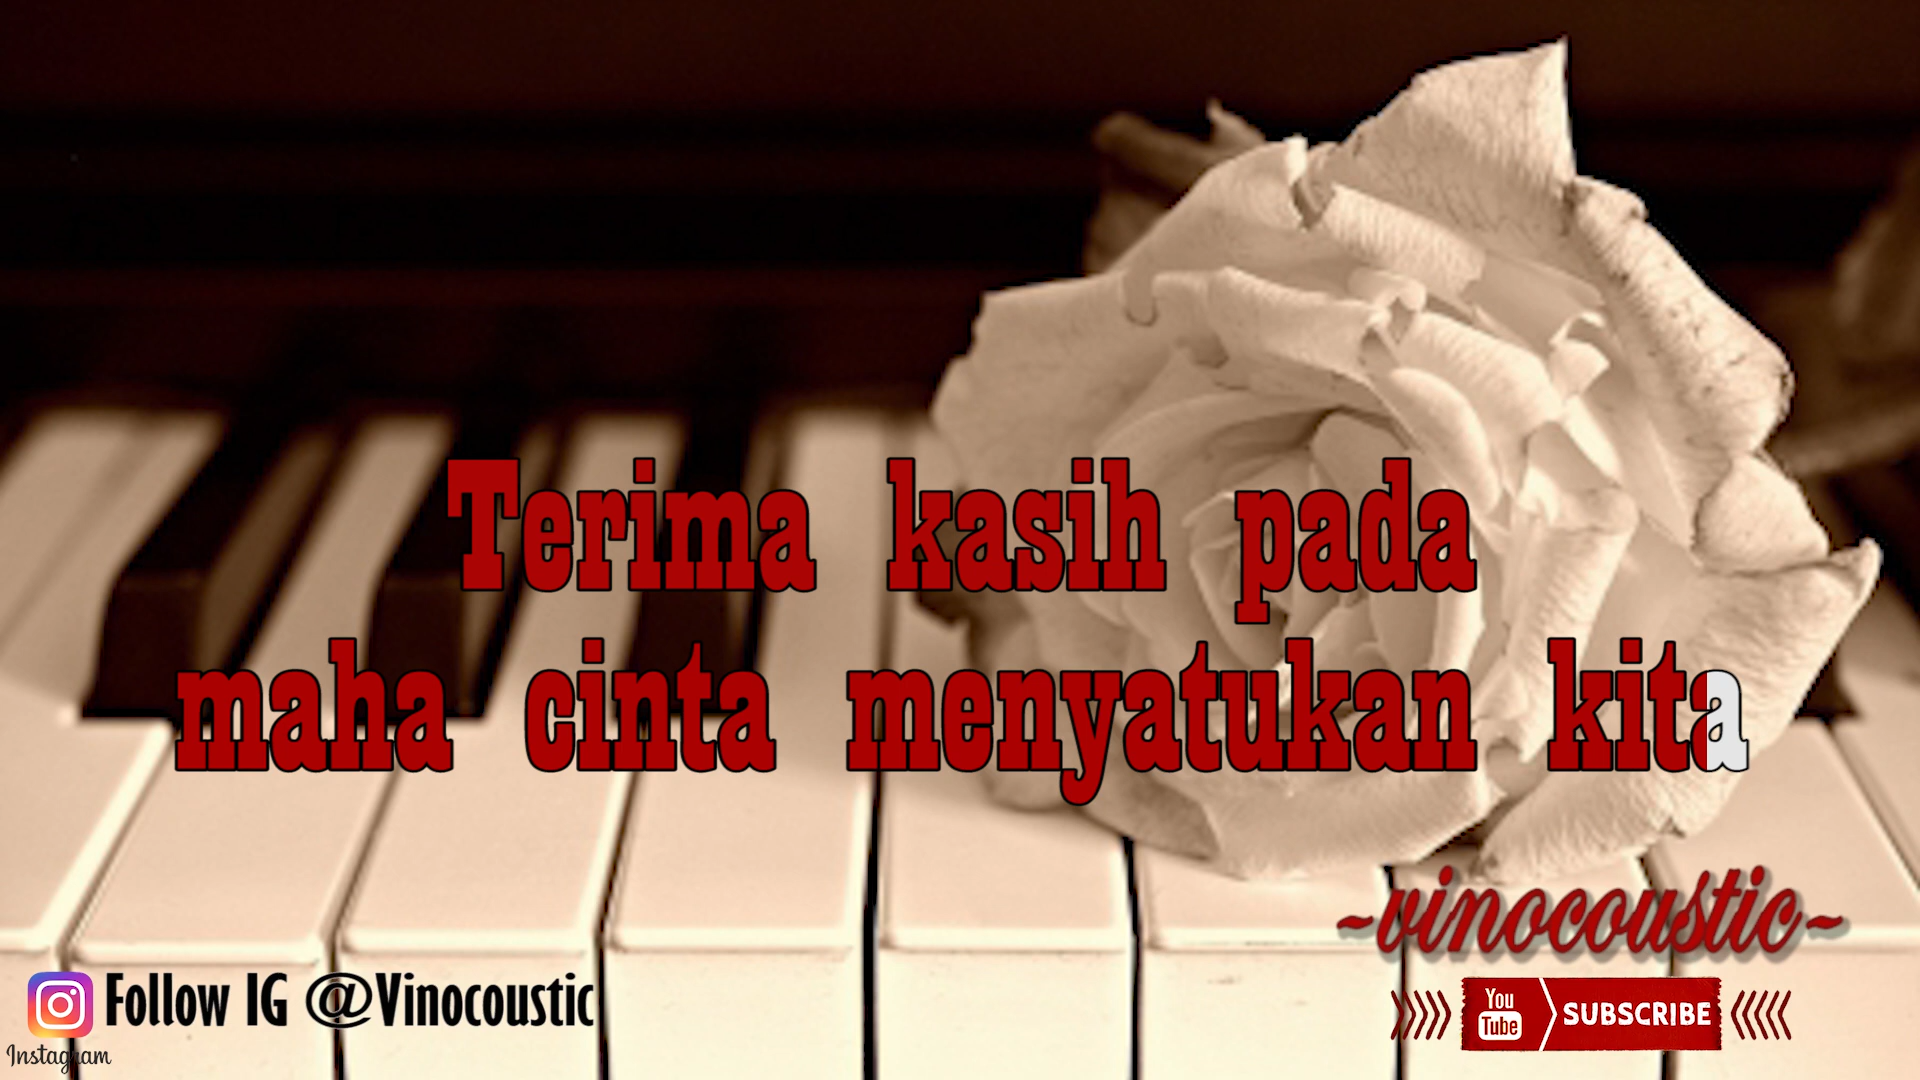 Terima kasih pada
maha cinta menyatukan kita
~vinocoustic~
Follow IG @Vinocoustic
Instagram
You
Tube
SUBSCRIBE